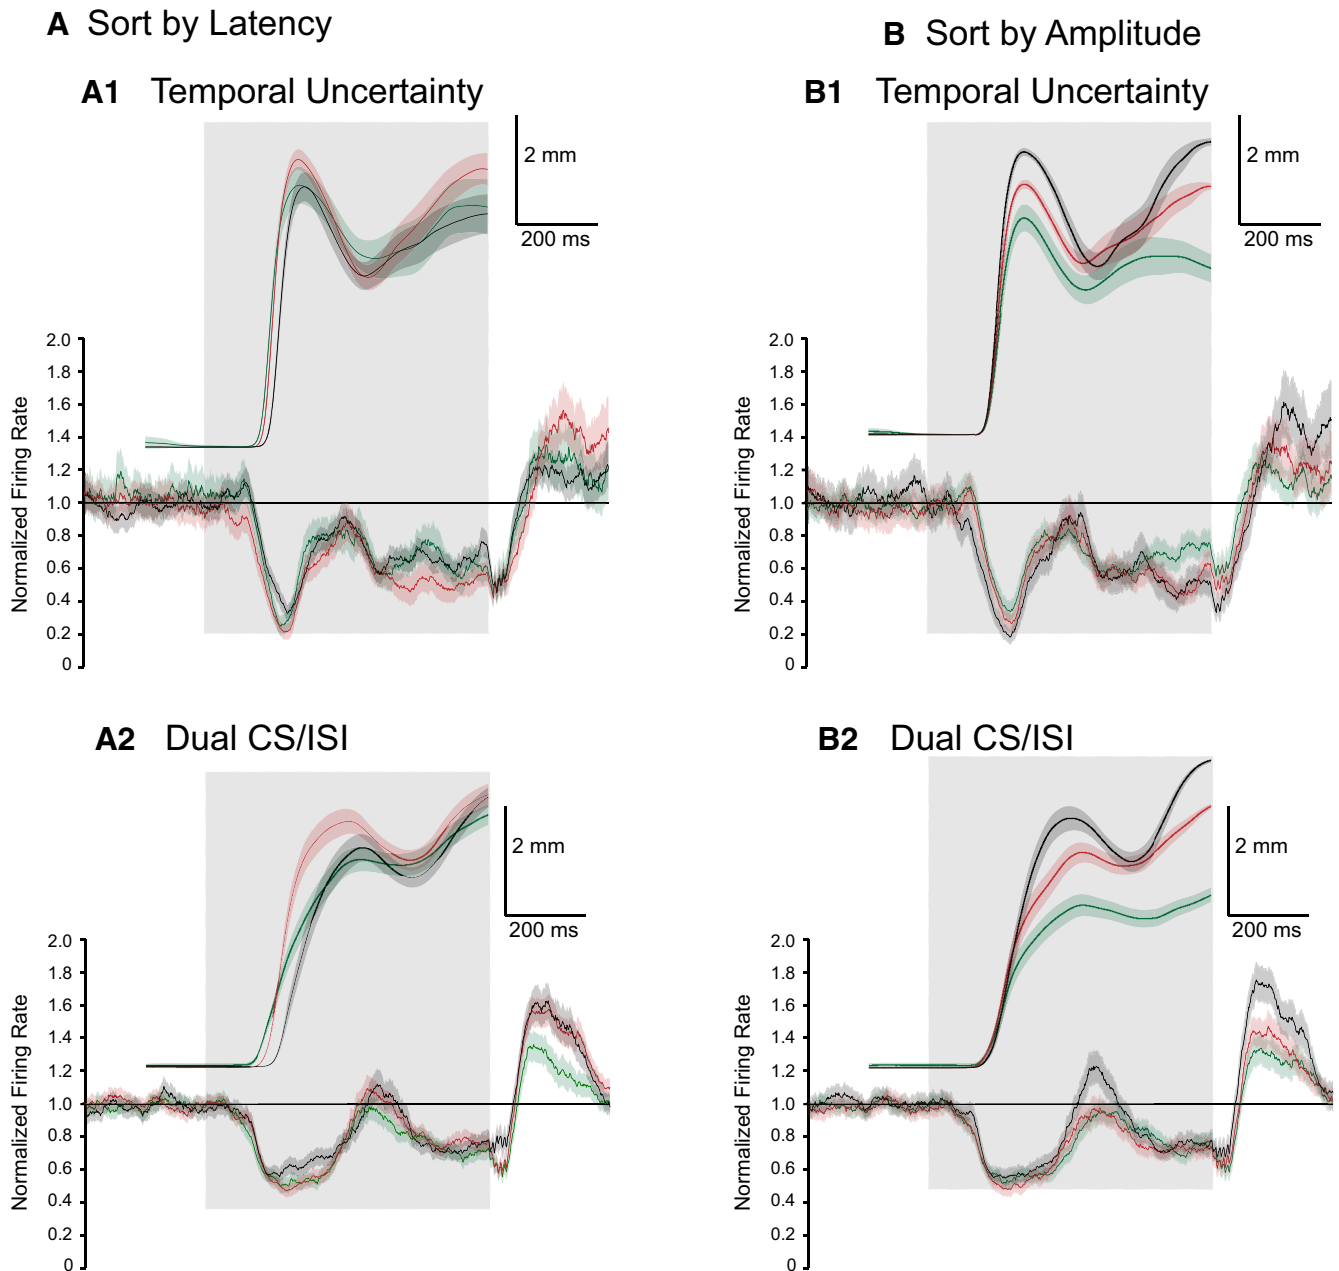 A Sort by Latency
B Sort by Amplitude
A1 Temporal Uncertainty
B1 Temporal Uncertainty
2 mm
200 ms
2 mm
200 ms
Normalized Firing Rate
2.0
1.8
1.6
1.4
1.2
1.0
0.8
0.6
0.4
0.2
0
Normalized Firing Rate
2.0
1.8
1.6
1.4
1.2
1.0
0.8
0.6
0.4
0.2
0
A2 Dual CS/ISI
B2 Dual CS/ISI
2 mm
200 ms
2 mm
200 ms
Normalized Firing Rate
2.0
1.8
1.6
1.4
1.2
1.0
0.8
0.6
0.4
0.2
0
Normalized Firing Rate
2.0
1.8
1.6
1.4
1.2
1.0
0.8
0.6
0.4
0.2
0